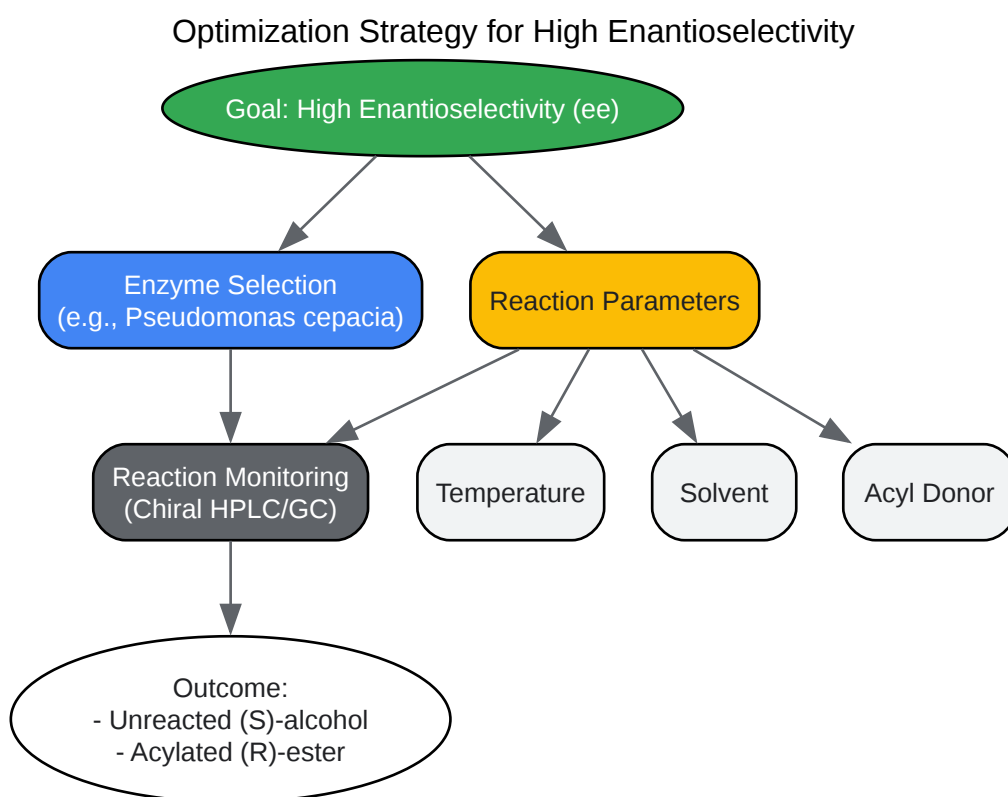 Optimization Strategy for High Enantioselectivity
Goal: High Enantioselectivity (ee)
Enzyme Selection
(e.g., Pseudomonas cepacia)
Reaction Parameters
Reaction Monitoring
(Chiral HPLC/GC)
Temperature
Solvent
Acyl Donor
Outcome:
- Unreacted (S)-alcohol
- Acylated (R)-ester